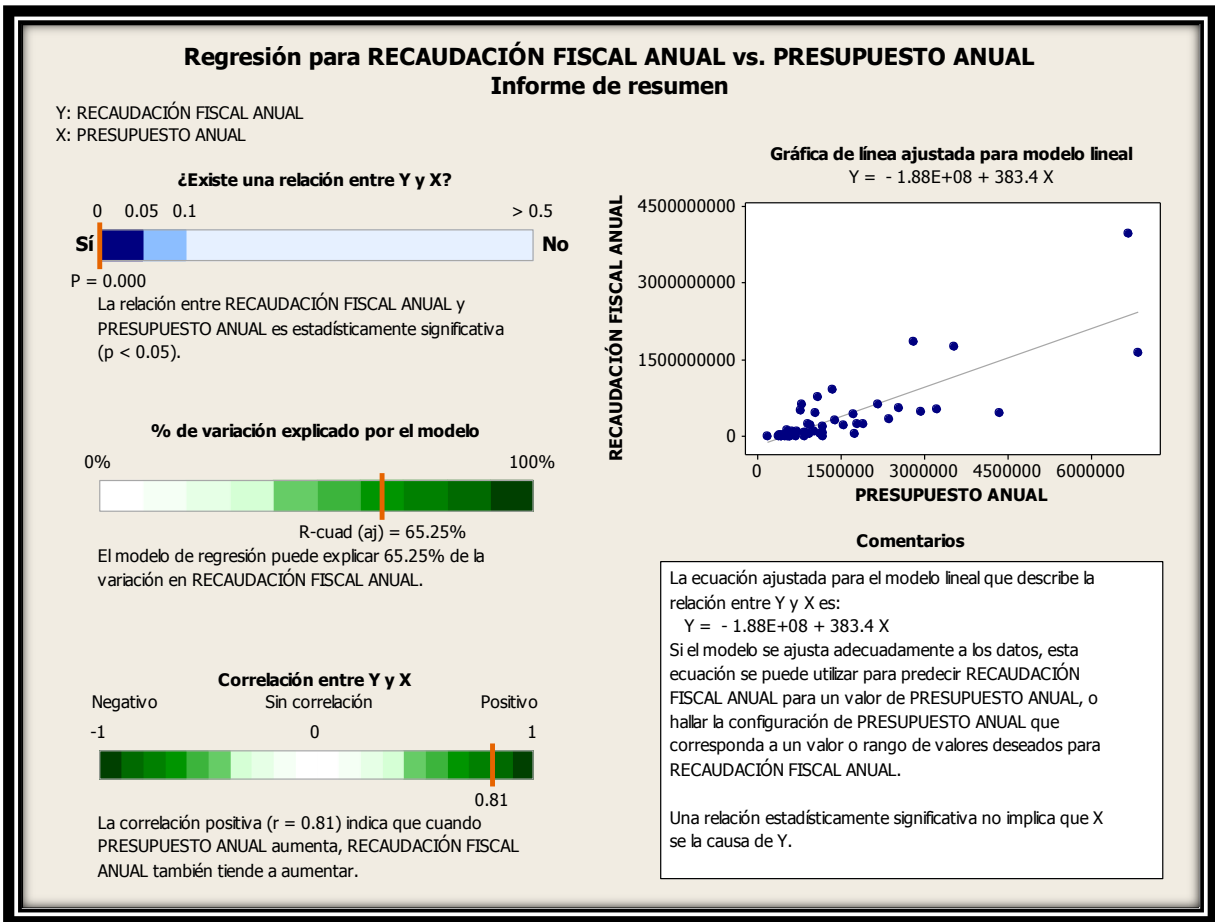 Regresión para RECAUDACIÓN FISCAL ANUAL vs. PRESUPUESTO ANUAL
Informe de resumen
Y: RECAUDACIÓN FISCAL ANUAL
X: PRESUPUESTO ANUAL
¿Existe una relación entre Y y X?
0 0.05 0.1 > 0.5
Sí No
P = 0.000
La relación entre RECAUDACIÓN FISCAL ANUAL y
PRESUPUESTO ANUAL es estadísticamente significativa
(p < 0.05).
% de variación explicado por el modelo
0% 100%
R-cuad (aj) = 65.25%
El modelo de regresión puede explicar 65.25% de la
variación en RECAUDACIÓN FISCAL ANUAL.
Correlación entre Y y X
Negativo Sin correlación Positivo
-1 0 1
0.81
La correlación positiva (r = 0.81) indica que cuando
PRESUPUESTO ANUAL aumenta, RECAUDACIÓN FISCAL
ANUAL también tiende a aumentar.
Gráfica de línea ajustada para modelo lineal
Y = - 1.88E+08 + 383.4 X
RECAUDACIÓN FISCAL ANUAL
4500000000
3000000000
1500000000
0
0 1500000 3000000 4500000 6000000
PRESUPUESTO ANUAL
Comentarios
La ecuación ajustada para el modelo lineal que describe la
relación entre Y y X es:
Y = - 1.88E+08 + 383.4 X
Si el modelo se ajusta adecuadamente a los datos, esta
ecuación se puede utilizar para predecir RECAUDACIÓN
FISCAL ANUAL para un valor de PRESUPUESTO ANUAL, o
hallar la configuración de PRESUPUESTO ANUAL que
corresponda a un valor o rango de valores deseados para
RECAUDACIÓN FISCAL ANUAL.
Una relación estadísticamente significativa no implica que X
se la causa de Y.